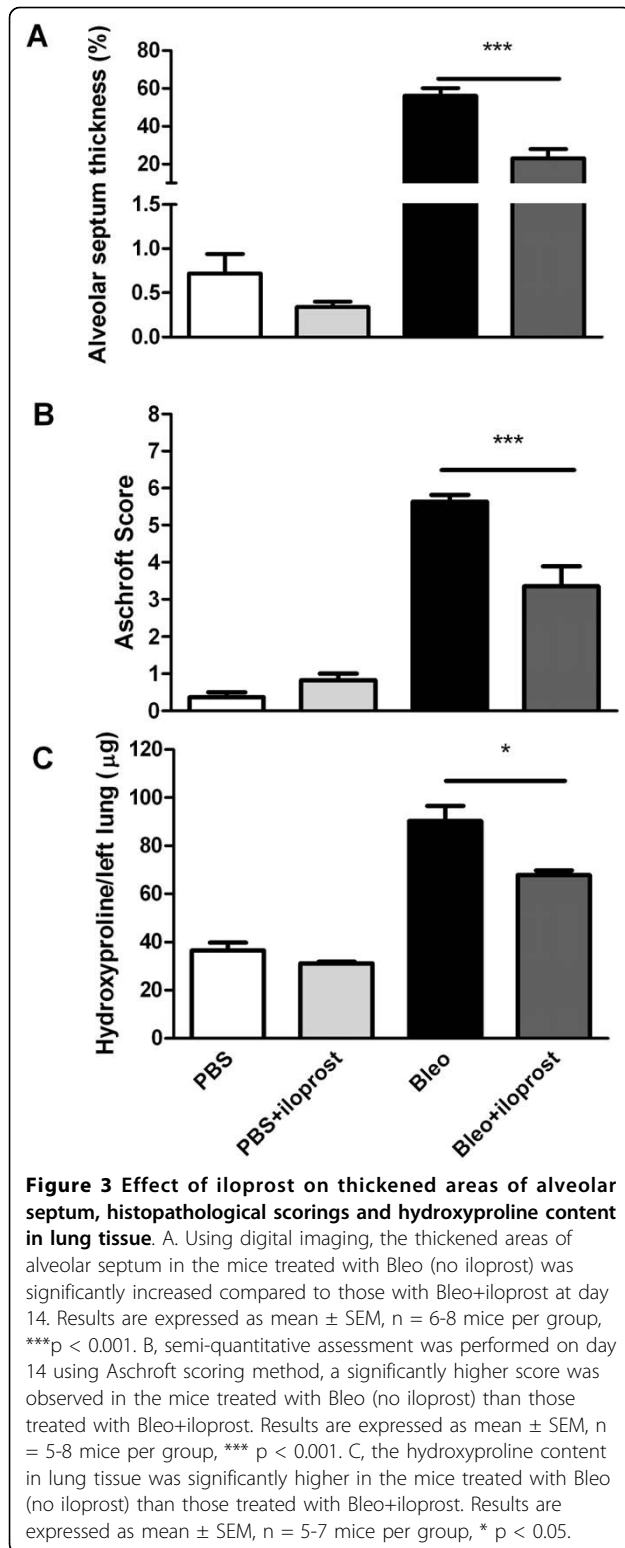 A
Alveolar septum thickness (%)
80
60
40
20
1.5
1.0
0.5
0.0
***
B
Aschroft Score
8
7
6
5
4
3
2
1
0
***
C
Hydroxyproline/left lung (µg)
120
100
80
60
40
20
0
*
PBS
PBS+iloprost
Bleo
Bleo+iloprost
Figure 3 Effect of iloprost on thickened areas of alveolar
septum, histopathological scorings and hydroxyproline content
in lung tissue. A. Using digital imaging, the thickened areas of
alveolar septum in the mice treated with Bleo (no iloprost) was
significantly increased compared to those with Bleo+iloprost at day
14. Results are expressed as mean ± SEM, n = 6-8 mice per group,
***p < 0.001. B, semi-quantitative assessment was performed on day
14 using Aschroft scoring method, a significantly higher score was
observed in the mice treated with Bleo (no iloprost) than those
treated with Bleo+iloprost. Results are expressed as mean ± SEM, n
= 5-8 mice per group, *** p < 0.001. C, the hydroxyproline content
in lung tissue was significantly higher in the mice treated with Bleo
(no iloprost) than those treated with Bleo+iloprost. Results are
expressed as mean ± SEM, n = 5-7 mice per group, * p < 0.05.